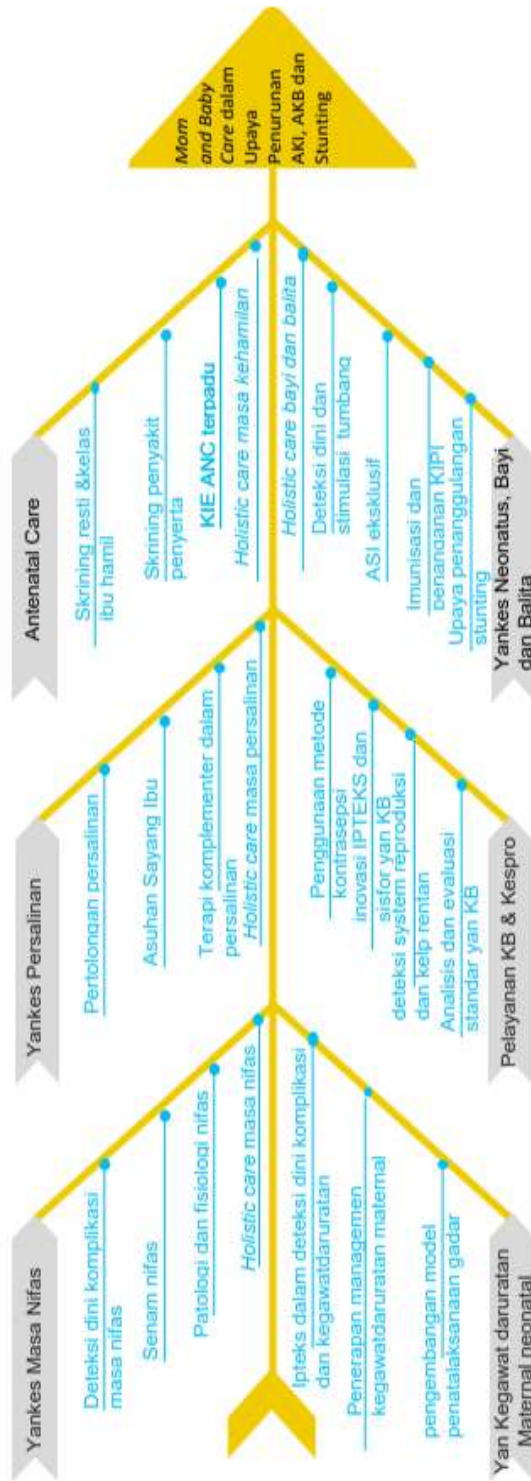 Yankes Masa Nifas
Deteksi dini komplikasi
masa nifas
Senam nifas
Patologi dan fisiologi nifas
Holistic care masa nifas
Yankes Persalinan
Pertolongan persalinan
Asuhan Sayang Ibu
Terapi komplementer dalam
persalinan
Holistic care masa persalinan
Antenatal Care
Skrining resti &kelas
ibu hamil
Skrining penyakit
penyerta
KIE ANC terpadu
Holistic care masa kehamilan
Mom
and Baby
Care dalam
Upaya
Penurunan
AKI, AKB dan
Stunting
Ipteks dalam deteksi dini komplikasi
dan kegawatdaruratan
Penerapan managemen
kegawatdaruratan maternal
pengembangan model
penatalaksanaan gadar
Yan Kegawat daruratan
Maternal neonatal
Penggunaan metode
kontrasepsi
inovasi IPTEKS dan
sisfor yan KB
deteksi system reproduksi
dan kelp rentan
Analisis dan evaluasi
standar yan KB
Pelayanan KB & Kespro
Holistic care bayi dan balita
Deteksi dini dan
stimulasi tumbang
ASI eksklusif
Imunisasi dan
penanganan KIPI
Upaya penanggulangan
stunting
Yankes Neonatus, Bayi
dan Balita